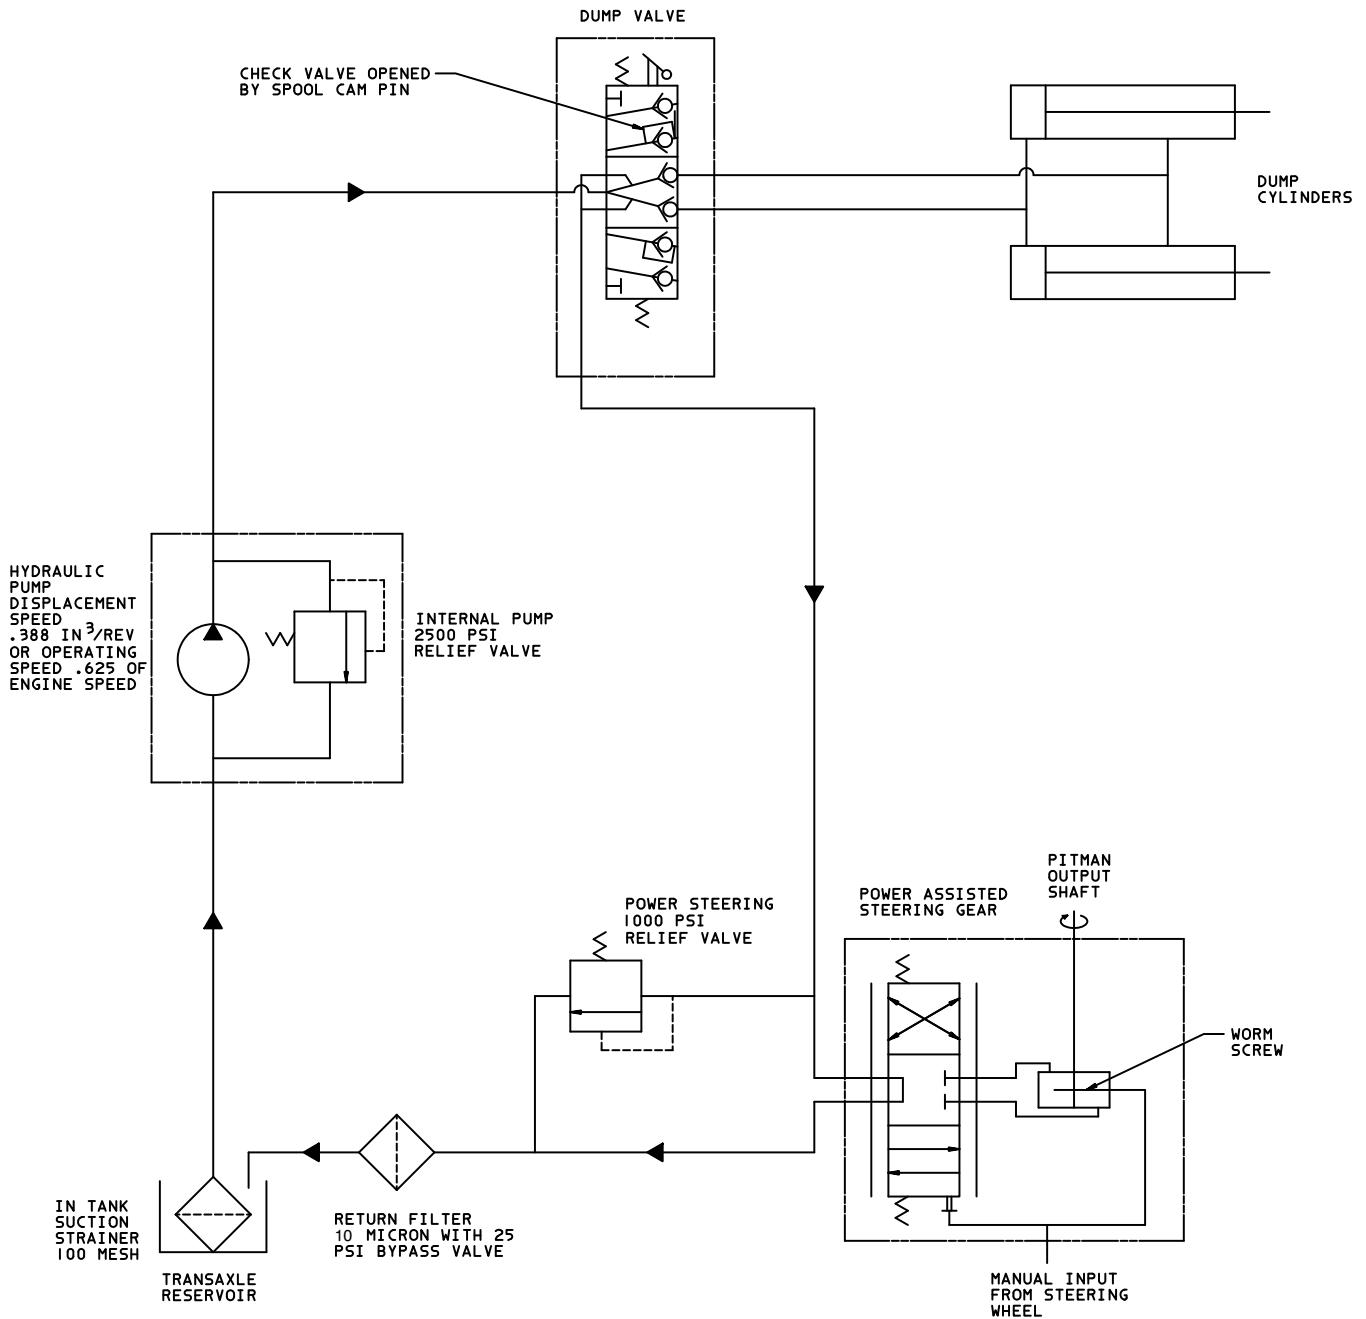 DUMP VALVE
CHECK VALVE OPENED
BY SPOOL CAM PIN
DUMP
CYLINDERS
HYDRAULIC
PUMP
DISPLACEMENT
SPEED
.388 IN³/REV
OR OPERATING
SPEED .625 OF
ENGINE SPEED
INTERNAL PUMP
2500 PSI
RELIEF VALVE
POWER STEERING
1000 PSI
RELIEF VALVE
POWER ASSISTED
STEERING GEAR
PITMAN
OUTPUT
SHAFT
WORM
SCREW
IN TANK
SUCTION
STRAINER
100 MESH
TRANSAXLE
RESERVOIR
RETURN FILTER
10 MICRON WITH 25
PSI BYPASS VALVE
MANUAL INPUT
FROM STEERING
WHEEL